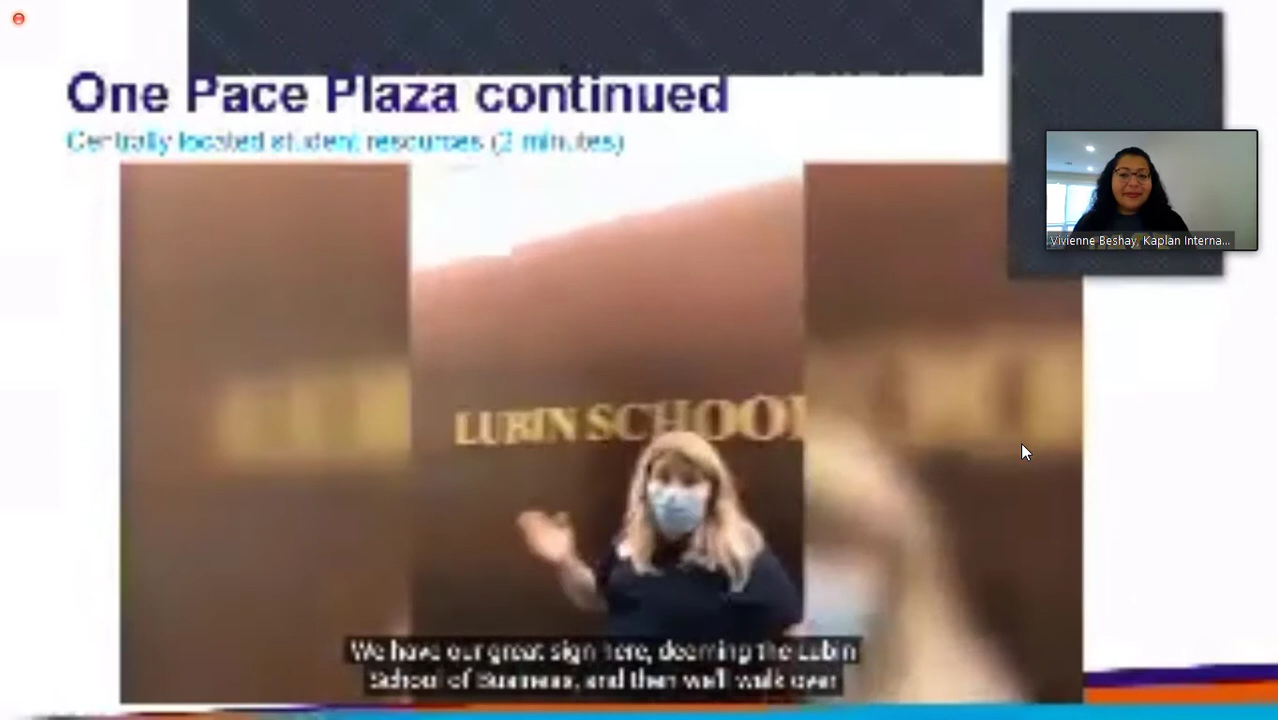 One Pace Plaza continued
Centrally located student resources (2 minutes)
Vivienne Beshay, Kaplan Interna...
LUBIN SCHOOL
We have our great sign here, deeming the Lubin
School of Business, and then we'll walk over